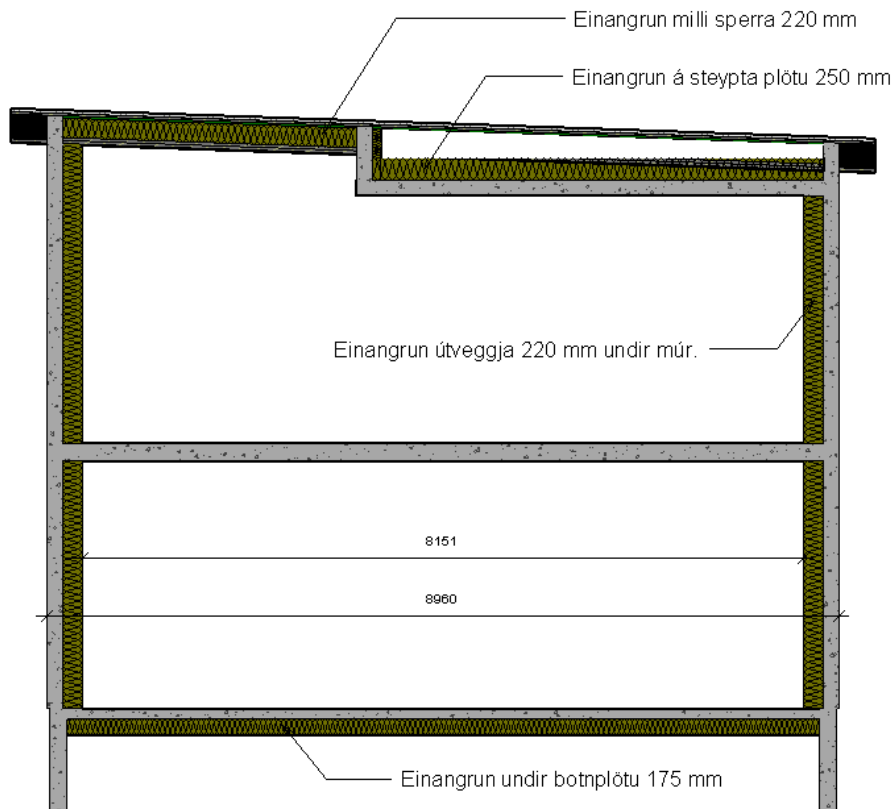 Einangrun milli sperra 220 mm
Einangrun á steypta plötu 250 mm
Einangrun útveggja 220 mm undir múr.
8151
8960
Einangrun undir botnplötu 175 mm